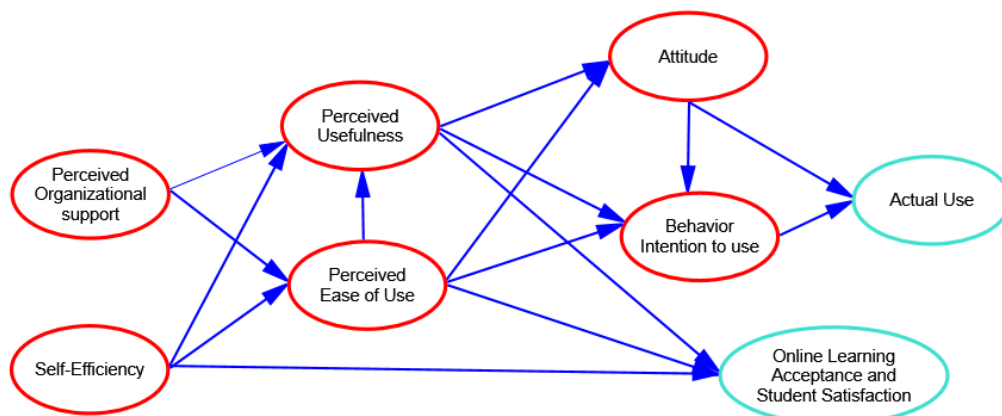 Attitude
Perceived
Usefulness
Perceived
Organizational
support
Actual Use
Behavior
Intention to use
Perceived
Ease of Use
Self-Efficiency
Online Learning
Acceptance and
Student Satisfaction